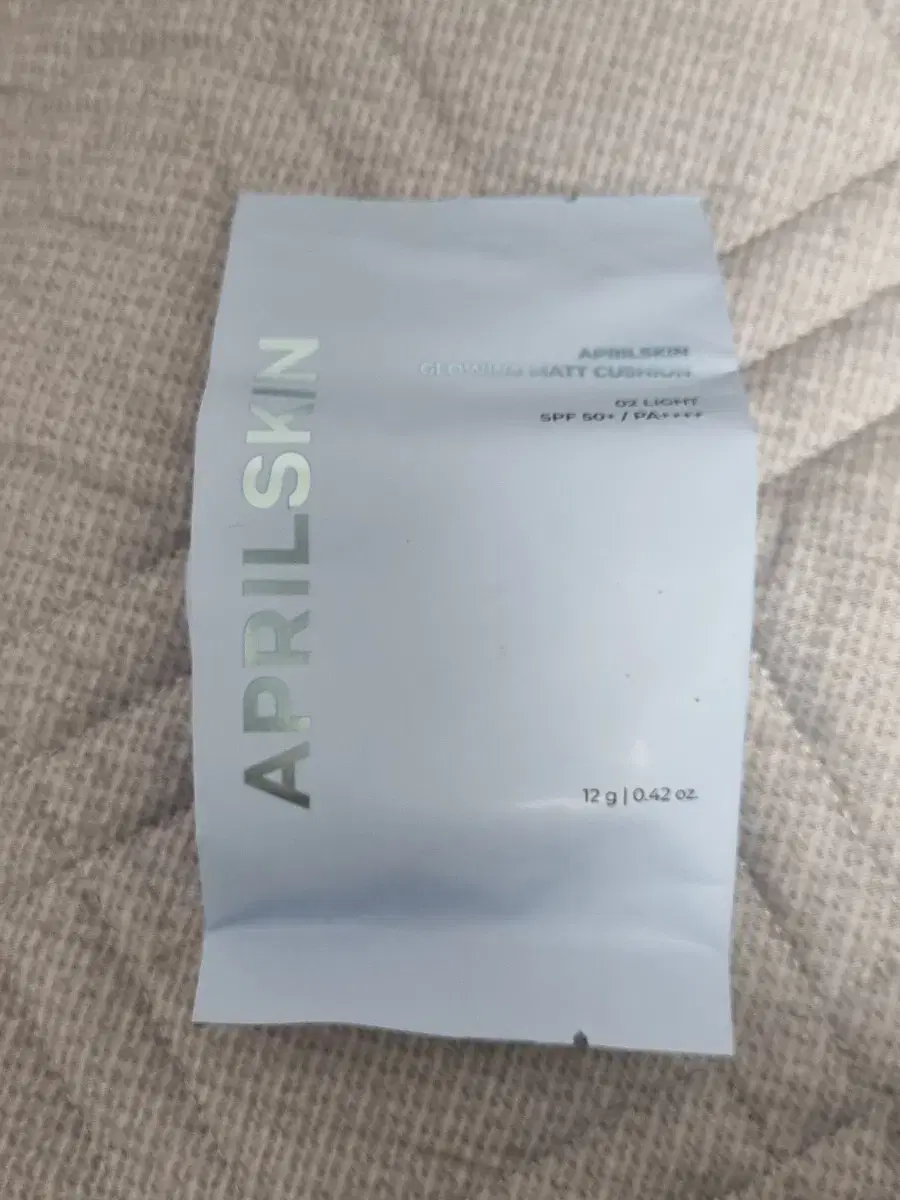 APRILSKIN
APRILSKIN
GLOWING MATT CUSHION
02 LIGHT
SPF 50+ / PA++++
12 g | 0.42 oz.